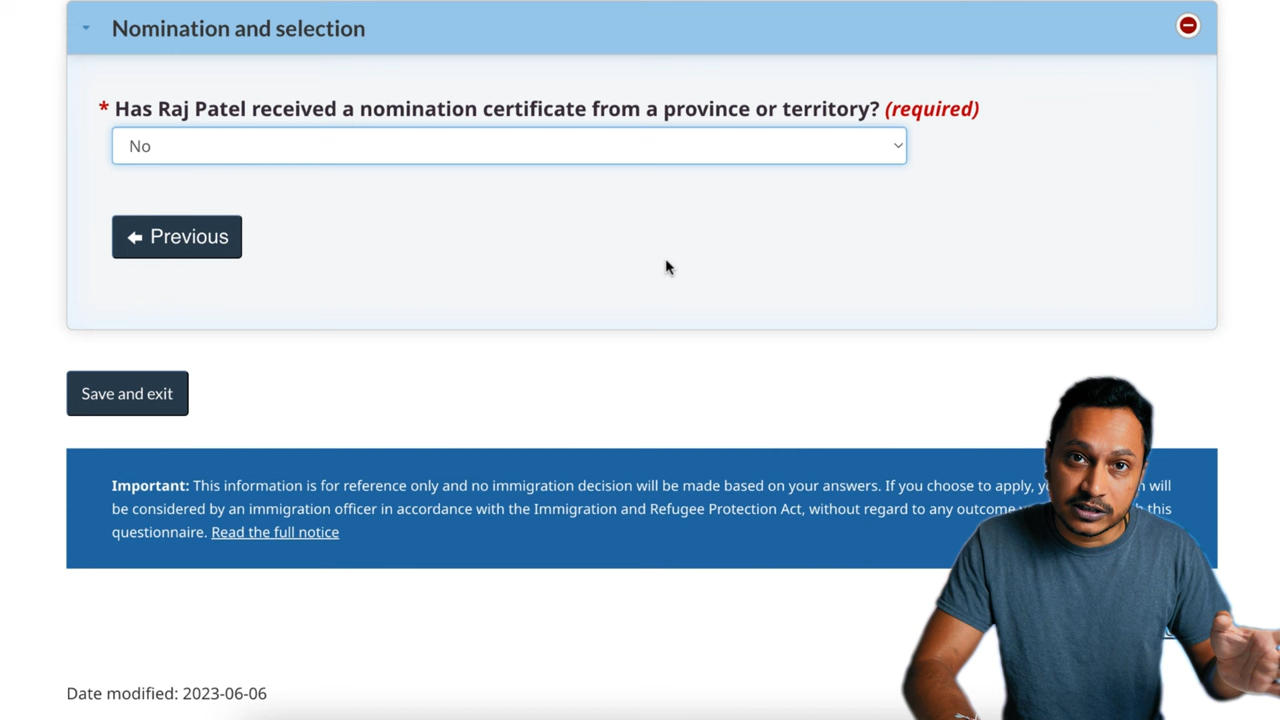 Nomination and selection
* Has Raj Patel received a nomination certificate from a province or territory? (required)
No
Previous
Save and exit
Important: This information is for reference only and no immigration decision will be made based on your answers. If you choose to apply, will
be considered by an immigration officer in accordance with the Immigration and Refugee Protection Act, without regard to any outcome this
questionnaire. Read the full notice
Date modified: 2023-06-06